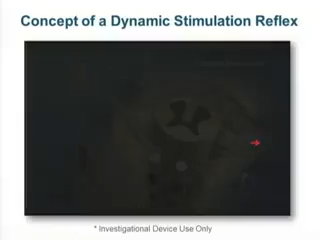 Concept of a Dynamic Stimulation Reflex
* Investigational Device Use Only